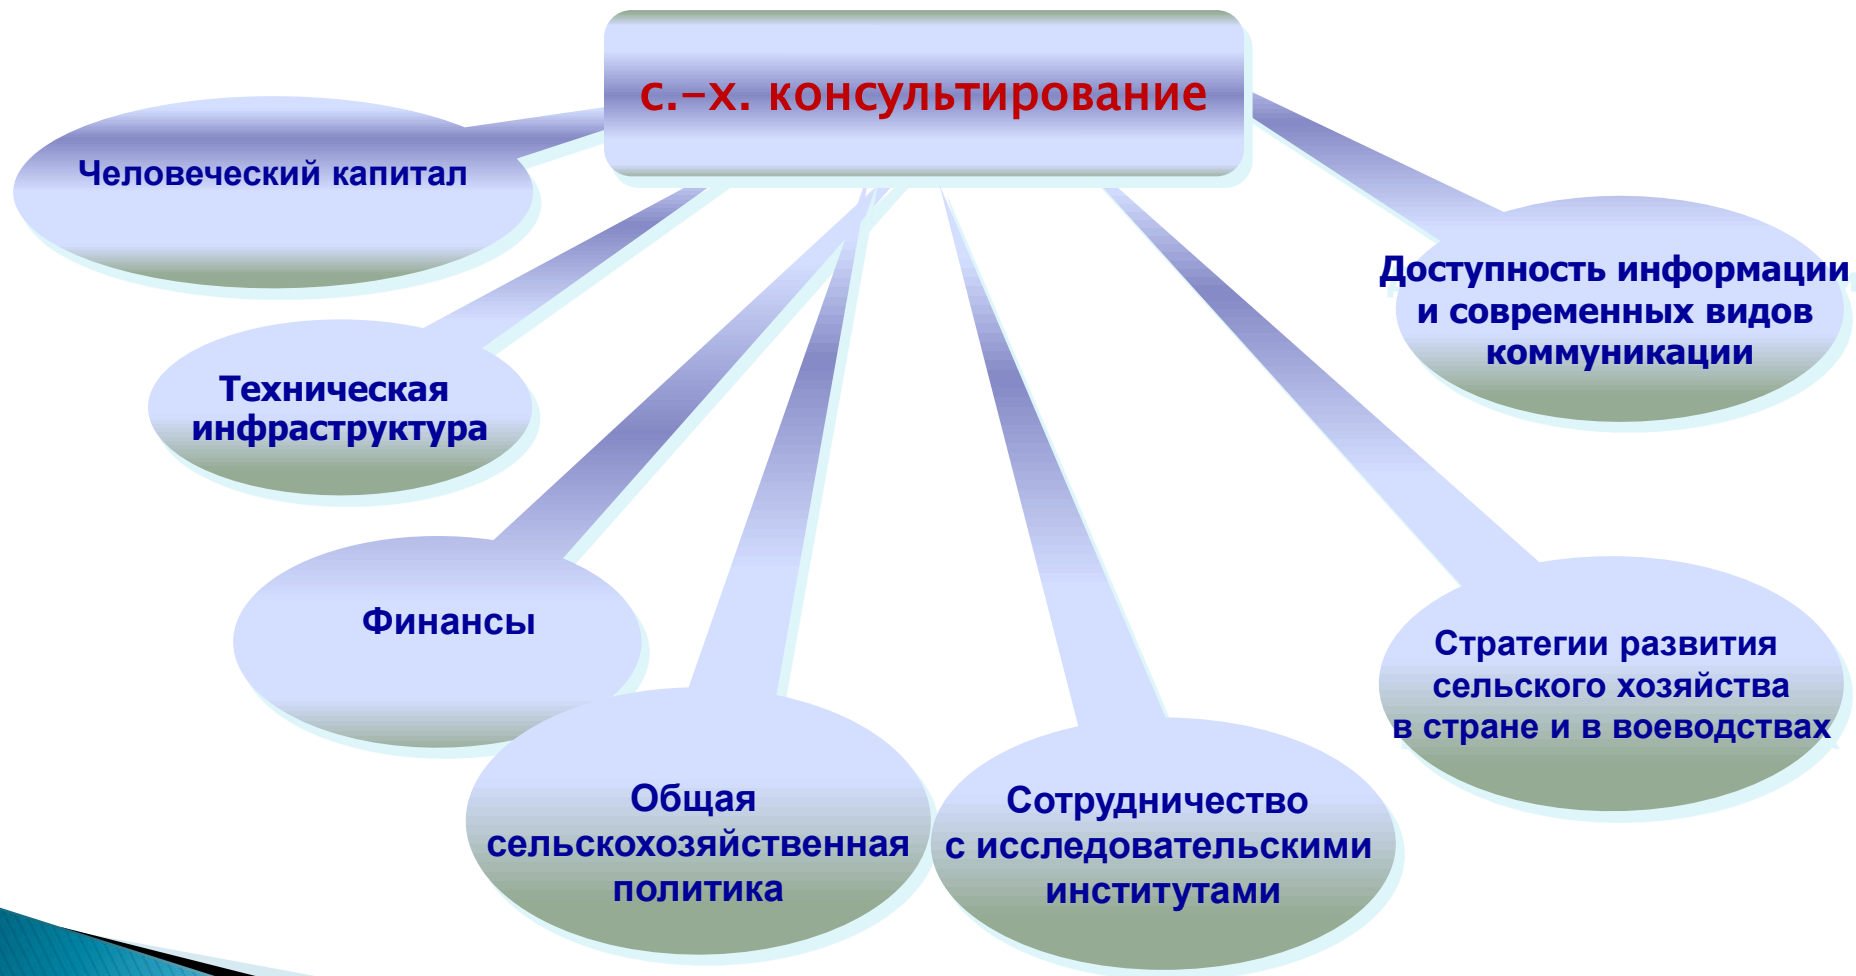 с.-х. консультирование
Человеческий капитал
Техническая
инфраструктура
Финансы
Общая
сельскохозяйственная
политика
Сотрудничество
с исследовательскими
институтами
Стратегии развития
сельского хозяйства
в стране и в воеводствах
Доступность информации
и современных видов
коммуникации